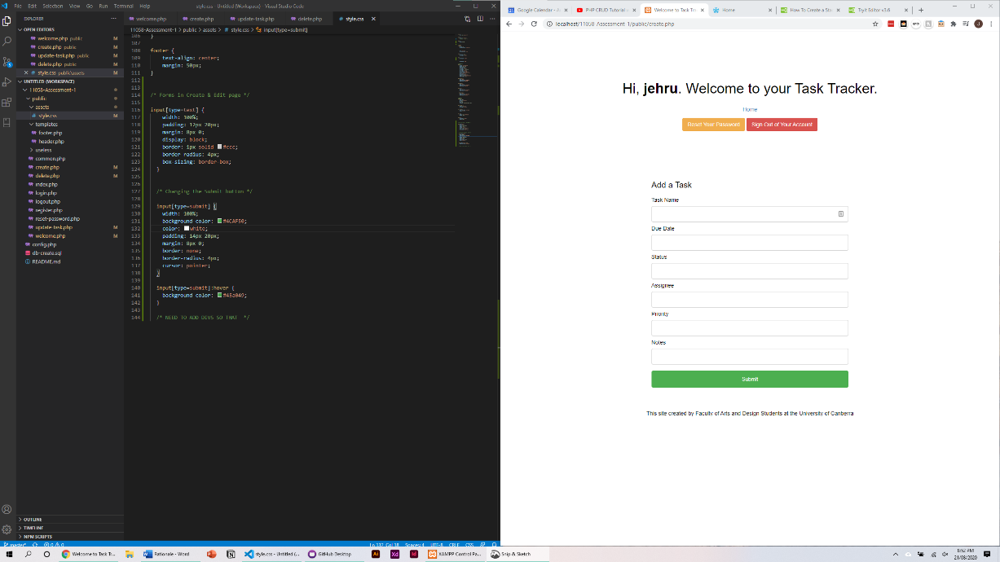 File Edit Selection View Go Run Terminal Help
style.css - Untitled (Workspace) - Visual Studio Code
EXPLORER
OPEN EDITORS
welcome.php public M
create.php public M
update-task.php public M
delete.php public M
style.css public\assets M
UNTITLED (WORKSPACE)
11058-Assessment-1
public
assets
style.css M
templates
footer.php
header.php
useless
common.php
create.php M
delete.php M
index.php
login.php
logout.php
register.php
reset-password.php
update-task.php M
welcome.php M
config.php
db-create.sql
README.md
OUTLINE
TIMELINE
NPM SCRIPTS
welcome.php create.php update-task.php delete.php style.css
11058-Assessment-1 > public > assets > style.css > input[type=submit]
106 }
107
108 footer {
109 text-align: center;
110 margin: 50px;
111 }
112
113
114 /* Forms in Create & Edit page */
115
116 input[type=text] {
117 width: 100%;
118 padding: 12px 20px;
119 margin: 8px 0;
120 display: block;
121 border: 1px solid #ccc;
122 border-radius: 4px;
123 box-sizing: border-box;
124 }
125
126
127 /* Changing the Submit button */
128
129 input[type=submit] {
130 width: 100%;
131 background-color: #4CAF50;
132 color: white;
133 padding: 14px 20px;
134 margin: 8px 0;
135 border: none;
136 border-radius: 4px;
137 cursor: pointer;
138 }
139
140 input[type=submit]:hover {
141 background-color: #45a049;
142 }
143
144 /* NEED TO ADD DIVS SO THAT */
master* 0 0 Ln 132, Col 18 Spaces: 4 UTF-8 CRLF CSS
PHP CRUD Tutorial
Welcome to Task Tra
Home
How To Create a St
Tryit Editor v3.6
localhost/11058-Assessment-1/public/create.php
Hi, jehru. Welcome to your Task Tracker.
Home
Reset Your Password Sign Out of Your Account
Add a Task
Task Name
Due Date
Status
Assignee
Priority
Notes
Submit
This site created by Faculty of Arts and Design Students at the University of Canberra
Welcome to Task Tr... Rationale - Word style.css - Untitled (... GitHub Desktop XAMPP Control Pa... Snip & Sketch
8:52 PM
21/08/2020